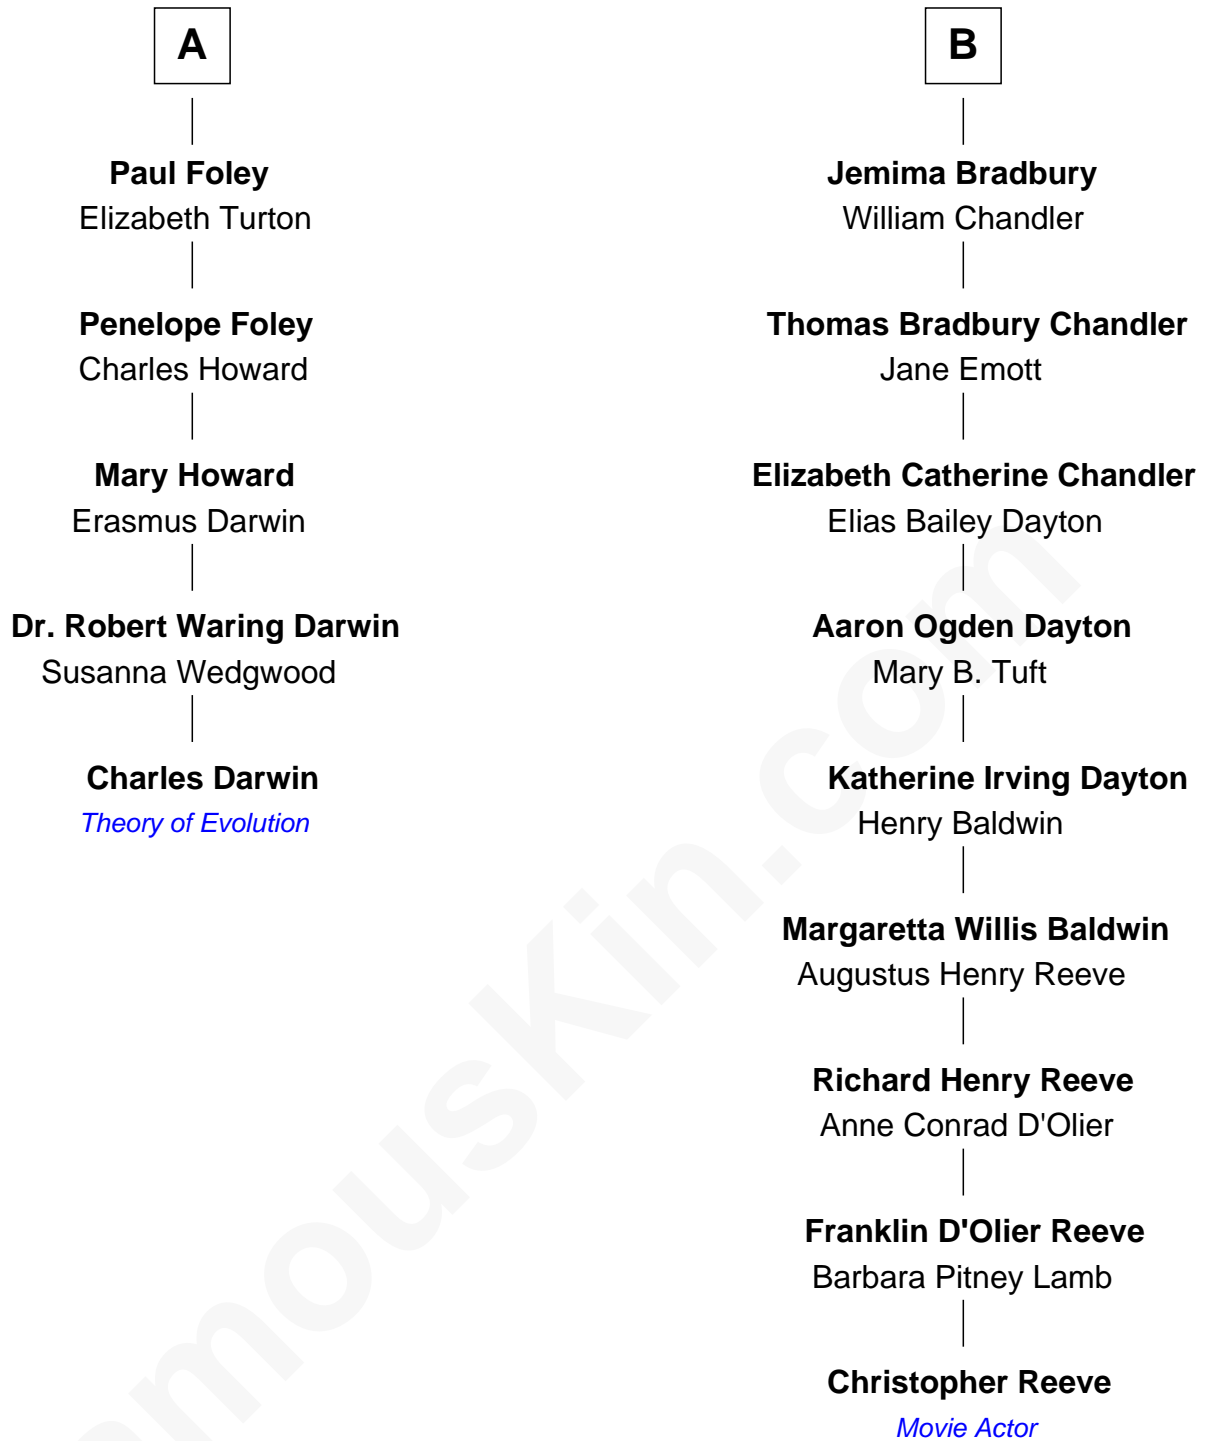 A
Paul Foley
Elizabeth Turton
Penelope Foley
Charles Howard
Mary Howard
Erasmus Darwin
Dr. Robert Waring Darwin
Susanna Wedgwood
Charles Darwin
Theory of Evolution
B
Jemima Bradbury
William Chandler
Thomas Bradbury Chandler
Jane Emott
Elizabeth Catherine Chandler
Elias Bailey Dayton
Aaron Ogden Dayton
Mary B. Tuft
Katherine Irving Dayton
Henry Baldwin
Margaretta Willis Baldwin
Augustus Henry Reeve
Richard Henry Reeve
Anne Conrad D'Olier
Franklin D'Olier Reeve
Barbara Pitney Lamb
Christopher Reeve
Movie Actor
mousKin.com